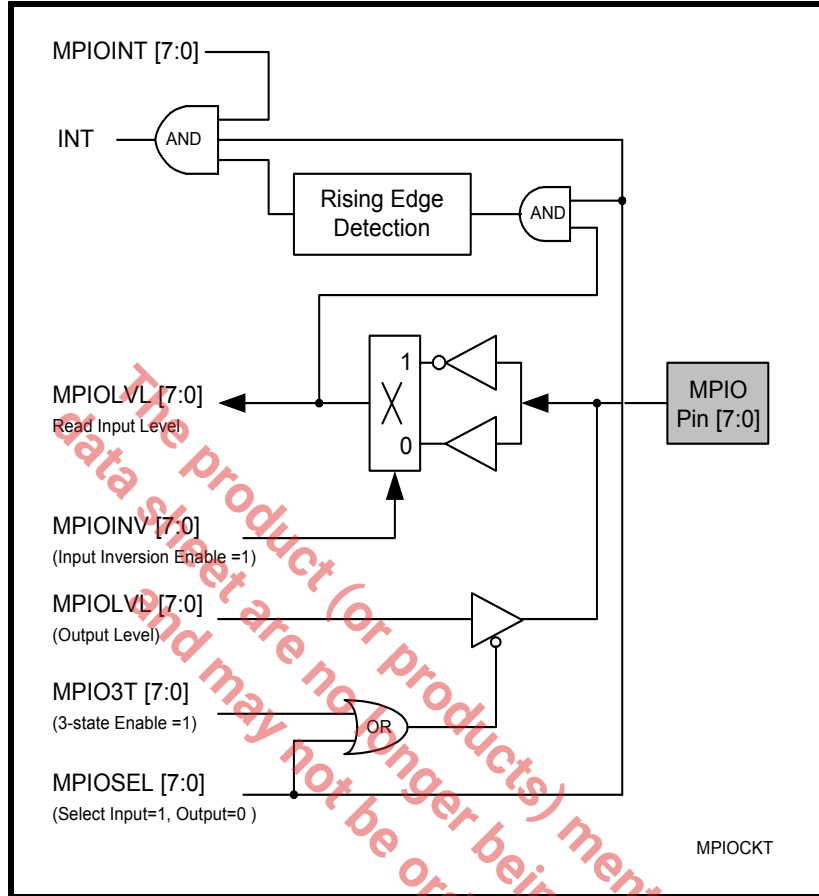 MPIOINT [7:0]
INT
AND
Rising Edge
Detection
AND
1
0
MPIOLVL [7:0]
Read Input Level
MPIO
Pin [7:0]
MPIOINV [7:0]
(Input Inversion Enable =1)
MPIOLVL [7:0]
(Output Level)
MPIO3T [7:0]
(3-state Enable =1)
OR
MPIOSEL [7:0]
(Select Input=1, Output=0 )
MPIOCKT
The product (or products) ment
data sheet are no longer bein
and may not be or